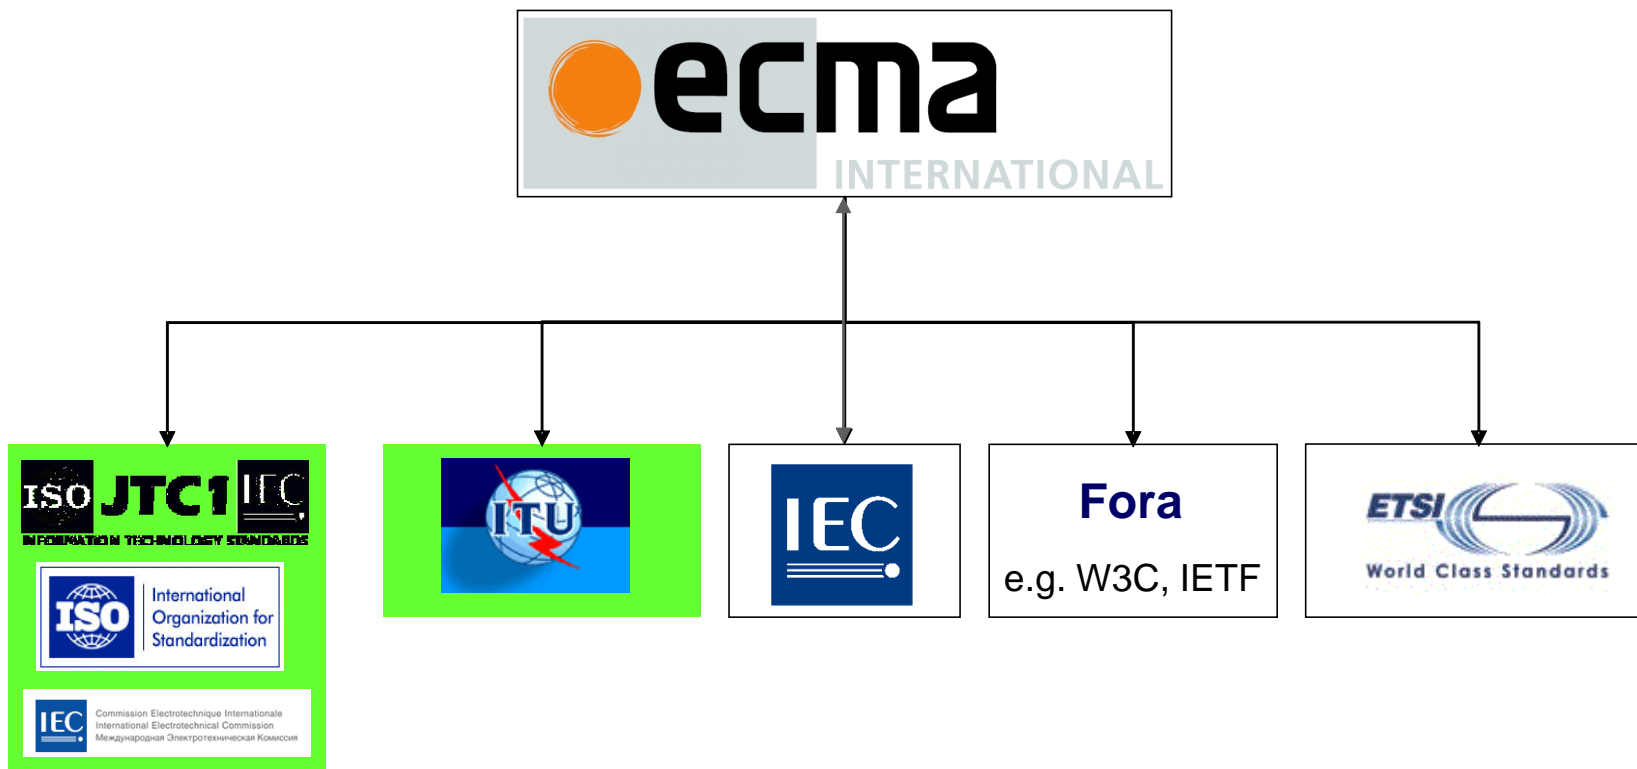 ecma
INTERNATIONAL
ISO JTC1 IEC
INFORMATION TECHNOLOGY STANDARDS
ISO
International
Organization for
Standardization
IEC
Commission Electrotechnique Internationale
International Electrotechnical Commission
Международная Электротехническая Комиссия
ITU
IEC
Fora
e.g. W3C, IETF
ETSI
World Class Standards